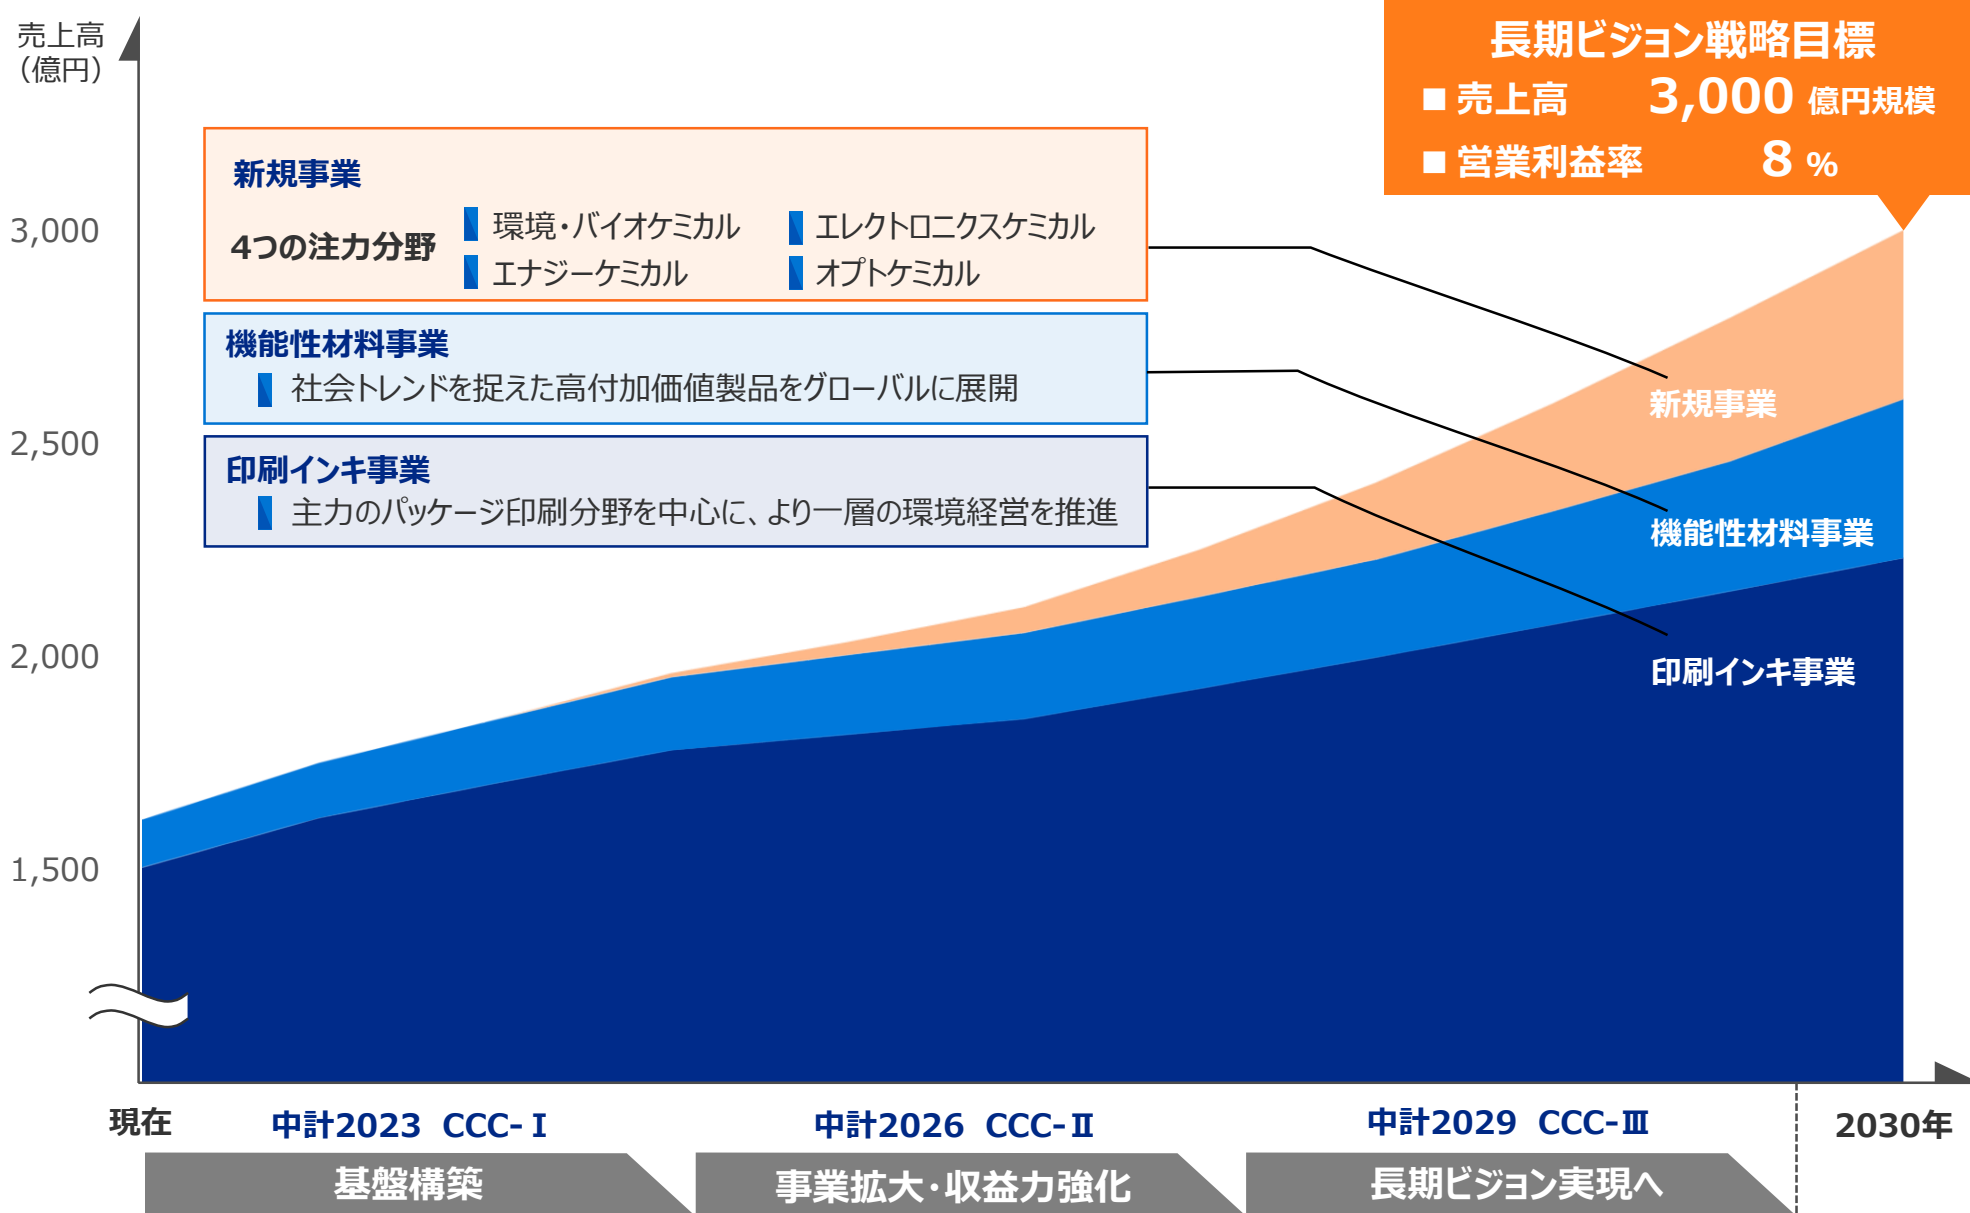 売上高
（億円）
長期ビジョン戦略目標
■ 売上高 3,000 億円規模
■ 営業利益率 8 %
新規事業
4つの注力分野
環境・バイオケミカル
エレクトロニクスケミカル
エナジーケミカル
オプトケミカル
機能性材料事業
社会トレンドを捉えた高付加価値製品をグローバルに展開
印刷インキ事業
主力のパッケージ印刷分野を中心に、より一層の環境経営を推進
3,000
2,500
2,000
1,500
新規事業
機能性材料事業
印刷インキ事業
現在
中計2023 CCC-Ⅰ
中計2026 CCC-Ⅱ
中計2029 CCC-Ⅲ
2030年
基盤構築
事業拡大・収益力強化
長期ビジョン実現へ